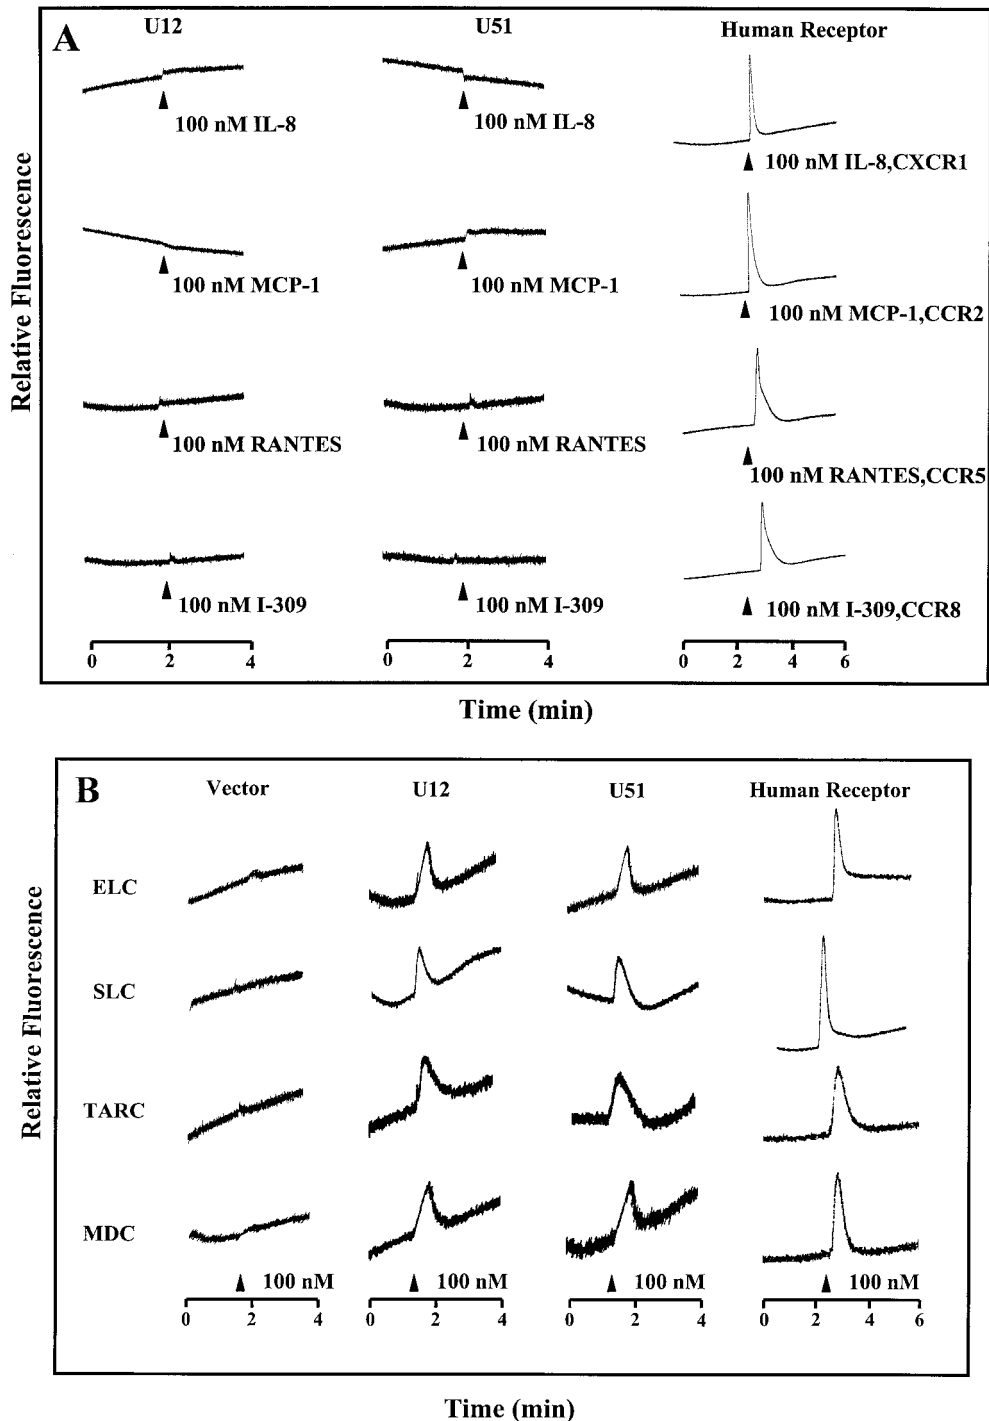 A
U12 U51 Human Receptor
100 nM IL-8 100 nM IL-8 100 nM IL-8,CXCR1
100 nM MCP-1 100 nM MCP-1 100 nM MCP-1,CCR2
100 nM RANTES 100 nM RANTES 100 nM RANTES,CCR5
100 nM I-309 100 nM I-309 100 nM I-309,CCR8
0 2 4 0 2 4 0 2 4 6
Relative Fluorescence
Time (min)
B
Vector U12 U51 Human Receptor
ELC
SLC
TARC
MDC
100 nM 100 nM 100 nM 100 nM
0 2 4 0 2 4 0 2 4 0 2 4 6
Relative Fluorescence
Time (min)